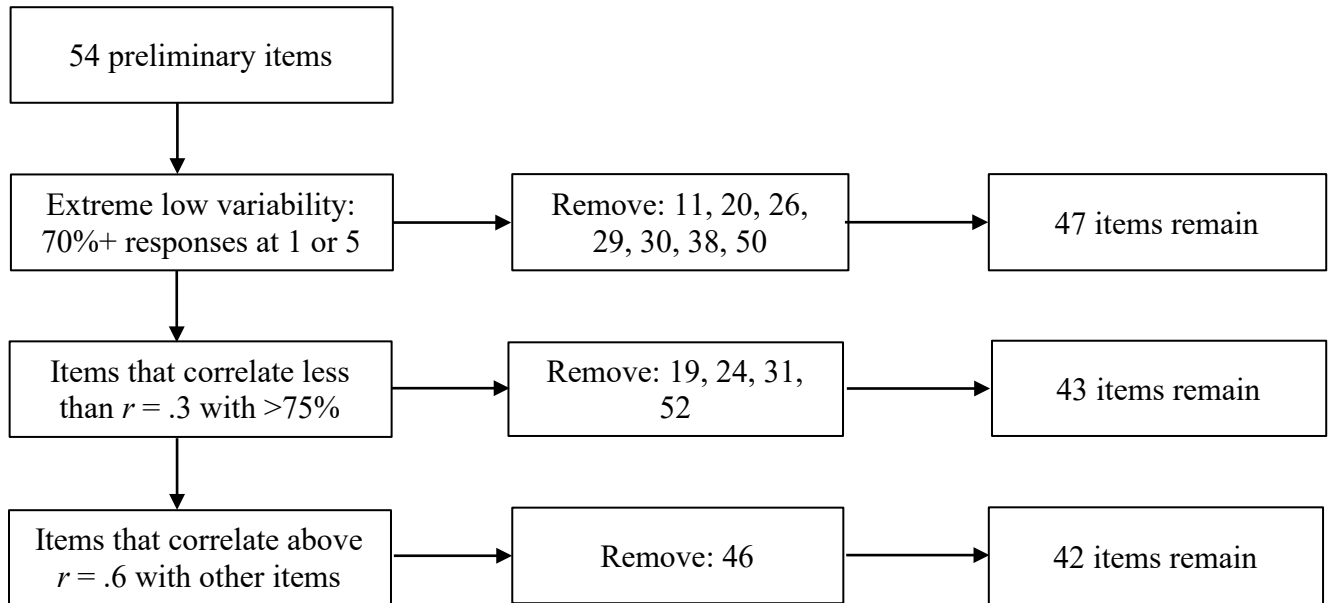 54 preliminary items
Extreme low variability:
70%+ responses at 1 or 5
Remove: 11, 20, 26,
29, 30, 38, 50
47 items remain
Items that correlate less
than r = .3 with >75%
Remove: 19, 24, 31,
52
43 items remain
Items that correlate above
r = .6 with other items
Remove: 46
42 items remain